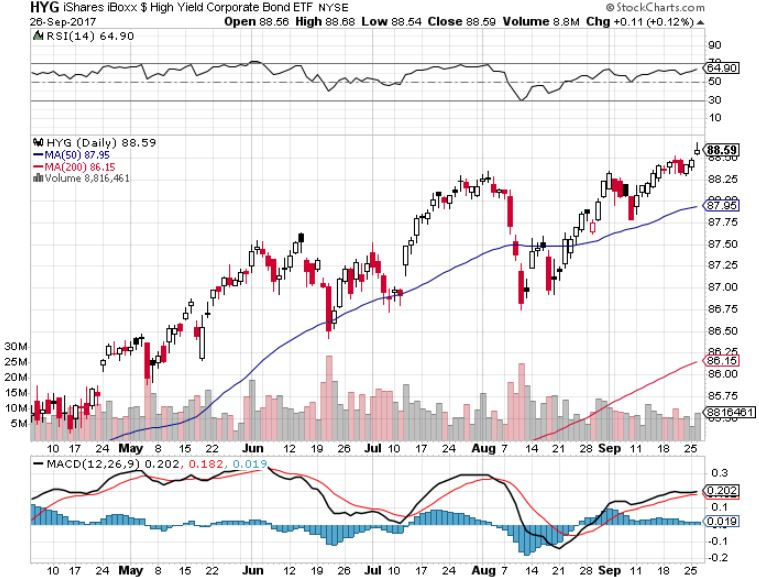 HYG iShares iBoxx $ High Yield Corporate Bond ETF NYSE © StockCharts.com
26-Sep-2017 Open 88.56 High 88.68 Low 88.54 Close 88.59 Volume 8.8M Chg +0.11 (+0.12%)
RSI(14) 64.90
90
70
64.90
50
30
10
HYG (Daily) 88.59
MA(50) 87.95
MA(200) 86.15
Volume 8,816,461
88.59
88.50
88.25
88.00
87.95
87.75
87.50
87.25
87.00
86.75
86.50
86.25
86.15
86.00
85.75
8816461
30M
25M
20M
15M
10M
5M
10 17 24 May 8 15 22 Jun 12 19 26 Jul 10 17 24 Aug 7 14 21 28 Sep 11 18 25
MACD(12,26,9) 0.202, 0.182, 0.019
0.3
0.202
0.1
0.019
-0.1
-0.2
10 17 24 May 8 15 22 Jun 12 19 26 Jul 10 17 24 Aug 7 14 21 28 Sep 11 18 25